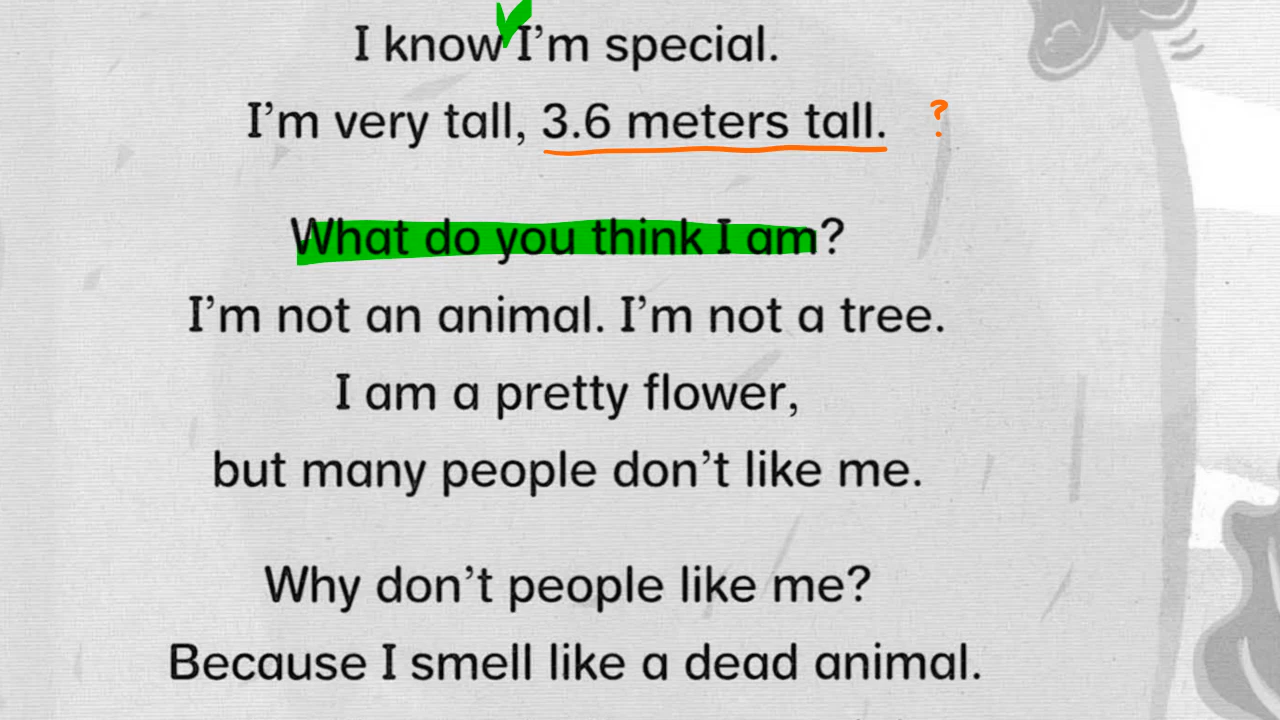 I know I’m special.
I’m very tall, 3.6 meters tall. ?
What do you think I am?
I’m not an animal. I’m not a tree.
I am a pretty flower,
but many people don’t like me.
Why don’t people like me?
Because I smell like a dead animal.